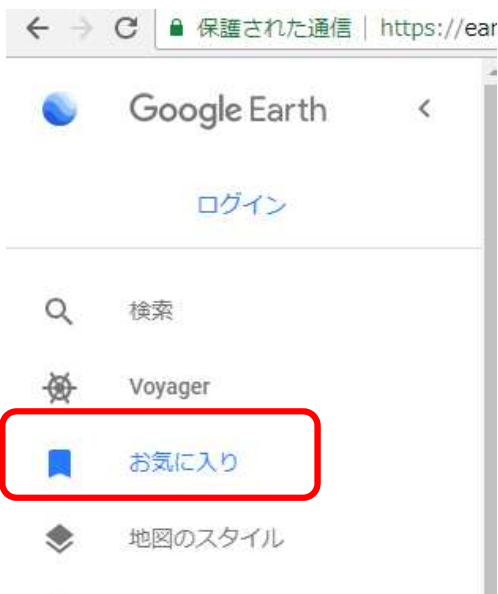 保護された通信 | https://ear
Google Earth
ログイン
検索
Voyager
お気に入り
地図のスタイル